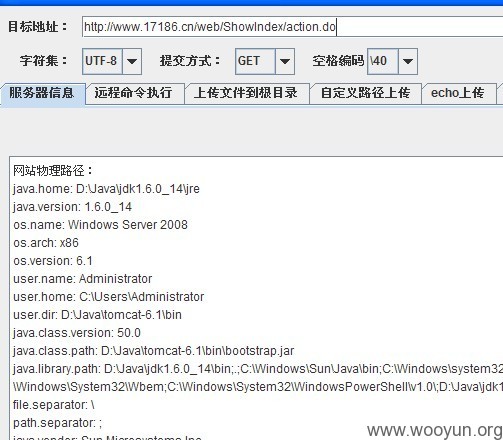 目标地址： http://www.17186.cn/web/ShowIndex/action.do
字符集： UTF-8 提交方式： GET 空格编码 \40
服务器信息 远程命令执行 上传文件到根目录 自定义路径上传 echo上传
网站物理路径：
java.home: D:\Java\jdk1.6.0_14\jre
java.version: 1.6.0_14
os.name: Windows Server 2008
os.arch: x86
os.version: 6.1
user.name: Administrator
user.home: C:\Users\Administrator
user.dir: D:\Java\tomcat-6.1\bin
java.class.version: 50.0
java.class.path: D:\Java\tomcat-6.1\bin\bootstrap.jar
java.library.path: D:\Java\jdk1.6.0_14\bin;.;C:\Windows\Sun\Java\bin;C:\Windows\system32
\Windows\System32\Wbem;C:\Windows\System32\WindowsPowerShell\v1.0\;D:\Java\jdk1
file.separator: \
path.separator: ;
java.vendor: Sun Microsystems Inc
www.wooyun.org